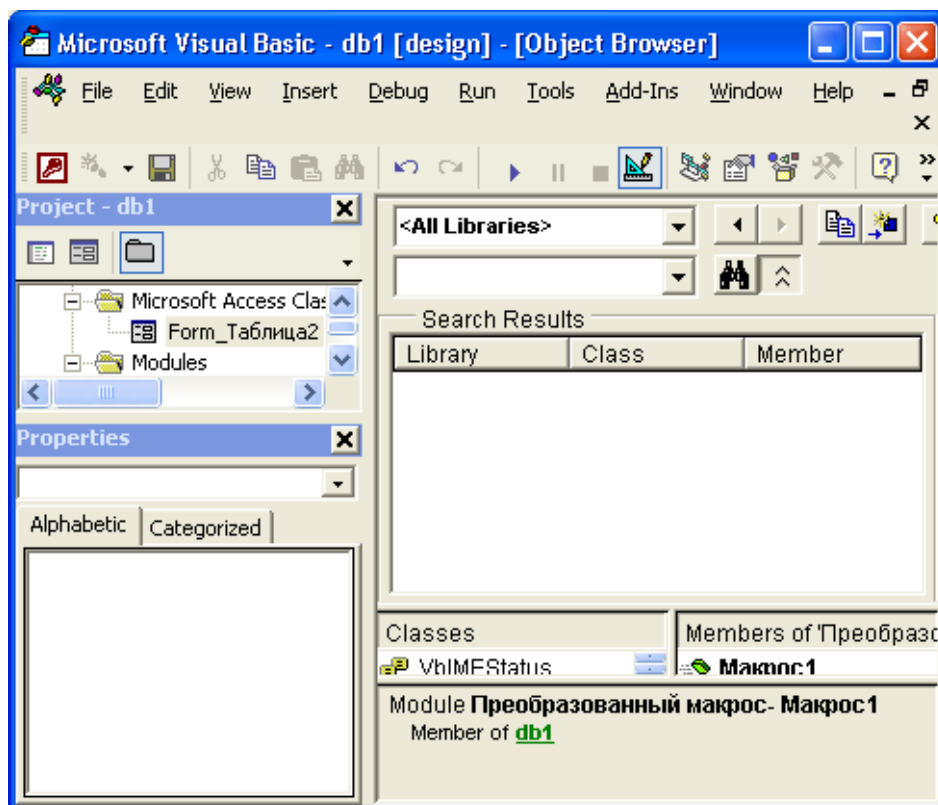 Microsoft Visual Basic - db1 [design] - [Object Browser]
File Edit View Insert Debug Run Tools Add-Ins Window Help
Project - db1
<All Libraries>
Microsoft Access Clas
Form_Таблица2
Modules
Search Results
Library Class Member
Properties
Alphabetic Categorized
Classes
Members of 'Преобразо
VbIMEStatus
Макрос1
Module Преобразованный макрос- Макрос1
Member of db1